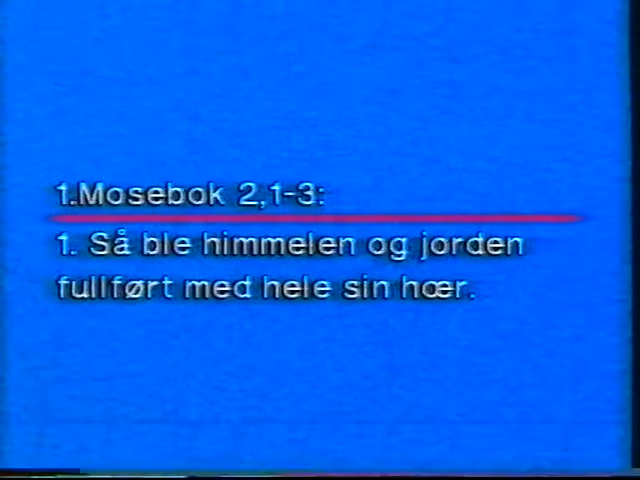 1.Mosebok 2,1-3:
1. Så ble himmelen og jorden
fullført med hele sin hær.